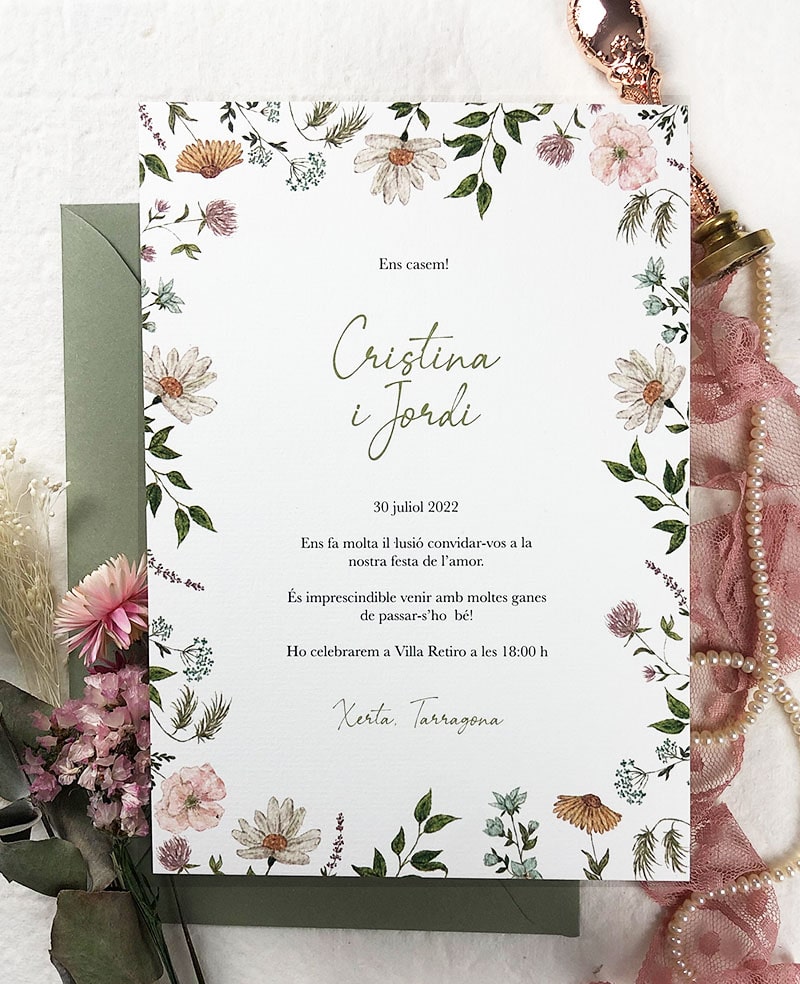 Ens casem!
Cristina
i Jordi
30 juliol 2022
Ens fa molta il·lusió convidar-vos a la
nostra festa de l’amor.
És imprescindible venir amb moltes ganes
de passar-s’ho bé!
Ho celebrarem a Villa Retiro a les 18:00 h
Xerta, Tarragona